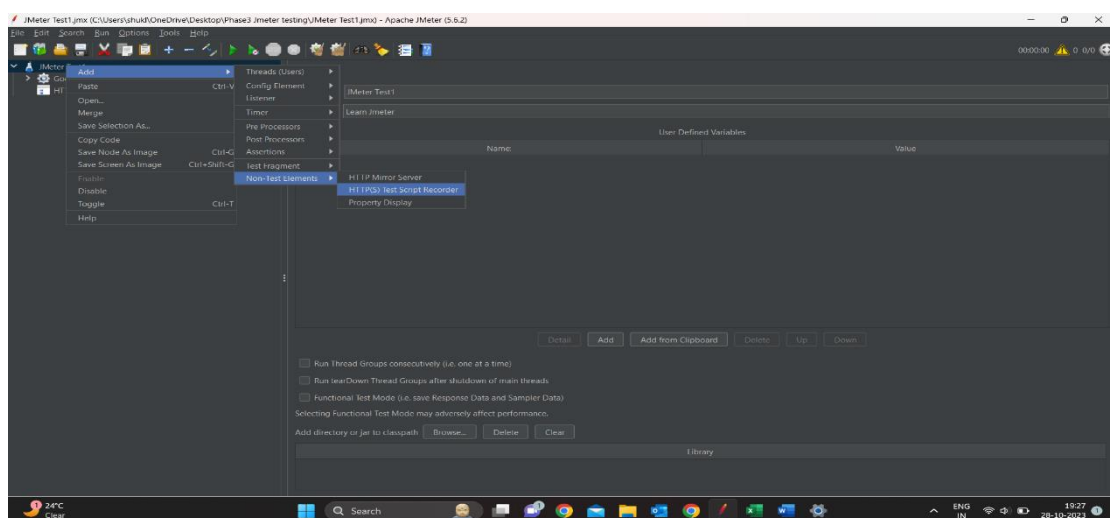 JMeter Test1.jmx (C:\Users\shukl\OneDrive\Desktop\Phase3 Jmeter testing\JMeter Test1.jmx) - Apache JMeter (5.6.2)
File Edit Search Run Options Tools Help
00:00:00 0 0/0
JMeter
Go
HT
Add
Paste Ctrl-V
Open...
Merge
Save Selection As...
Copy Code
Save Node As Image Ctrl-G
Save Screen As Image Ctrl+Shift-G
Enable
Disable
Toggle Ctrl-T
Help
Threads (Users)
Config Element
Listener
Timer
Pre Processors
Post Processors
Assertions
Test Fragment
Non-Test Elements
HTTP Mirror Server
HTTP(S) Test Script Recorder
Property Display
JMeter Test1
Learn Jmeter
User Defined Variables
Name: Value
Detail Add Add from Clipboard Delete Up Down
Run Thread Groups consecutively (i.e. one at a time)
Run tearDown Thread Groups after shutdown of main threads
Functional Test Mode (i.e. save Response Data and Sampler Data)
Selecting Functional Test Mode may adversely affect performance.
Add directory or jar to classpath Browse... Delete Clear
Library
1 24°C
Clear
Search
ENG
IN
19:27
28-10-2023